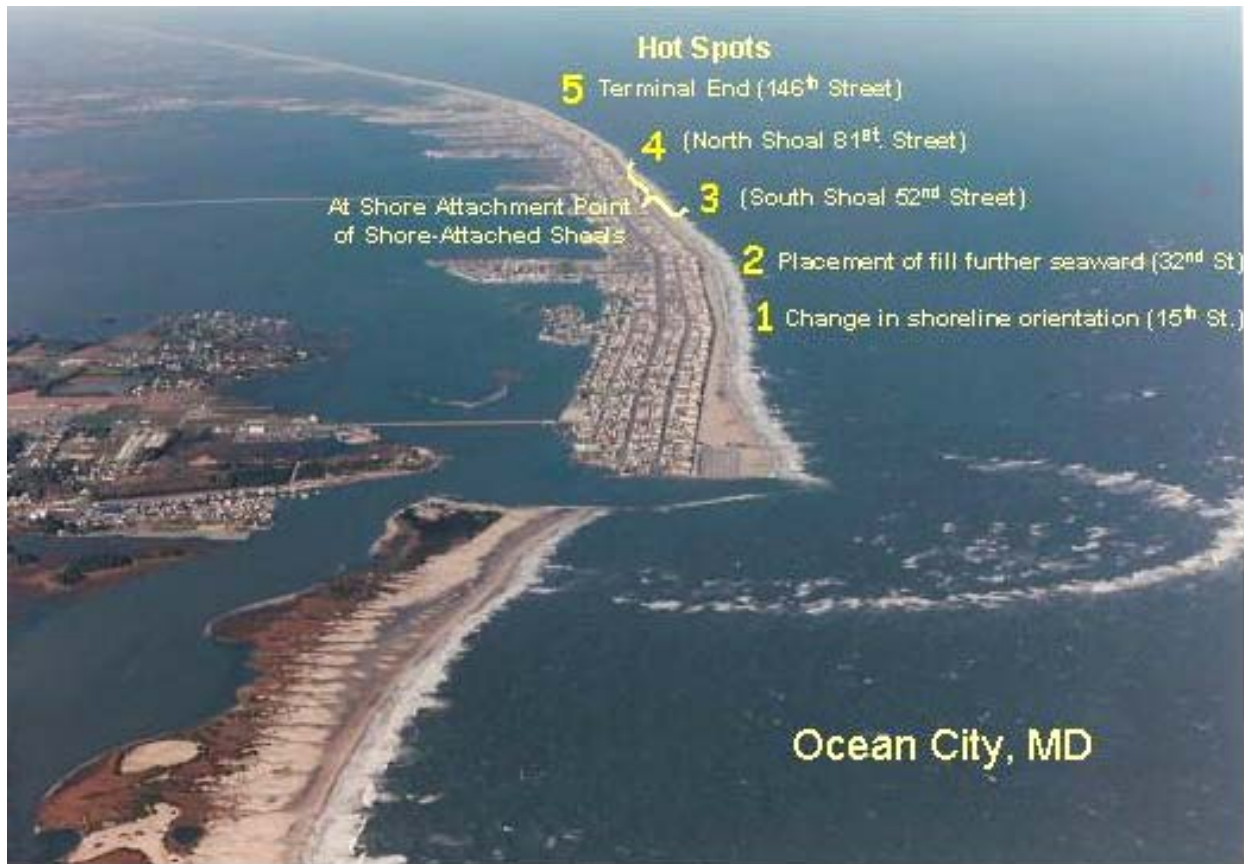 Hot Spots
5 Terminal End (146th Street)
4 (North Shoal 81st. Street)
3 (South Shoal 52nd Street)
At Shore Attachment Point
of Shore-Attached Shoals
2 Placement of fill further seaward (32nd St)
1 Change in shoreline orientation (15th St.)
Ocean City, MD